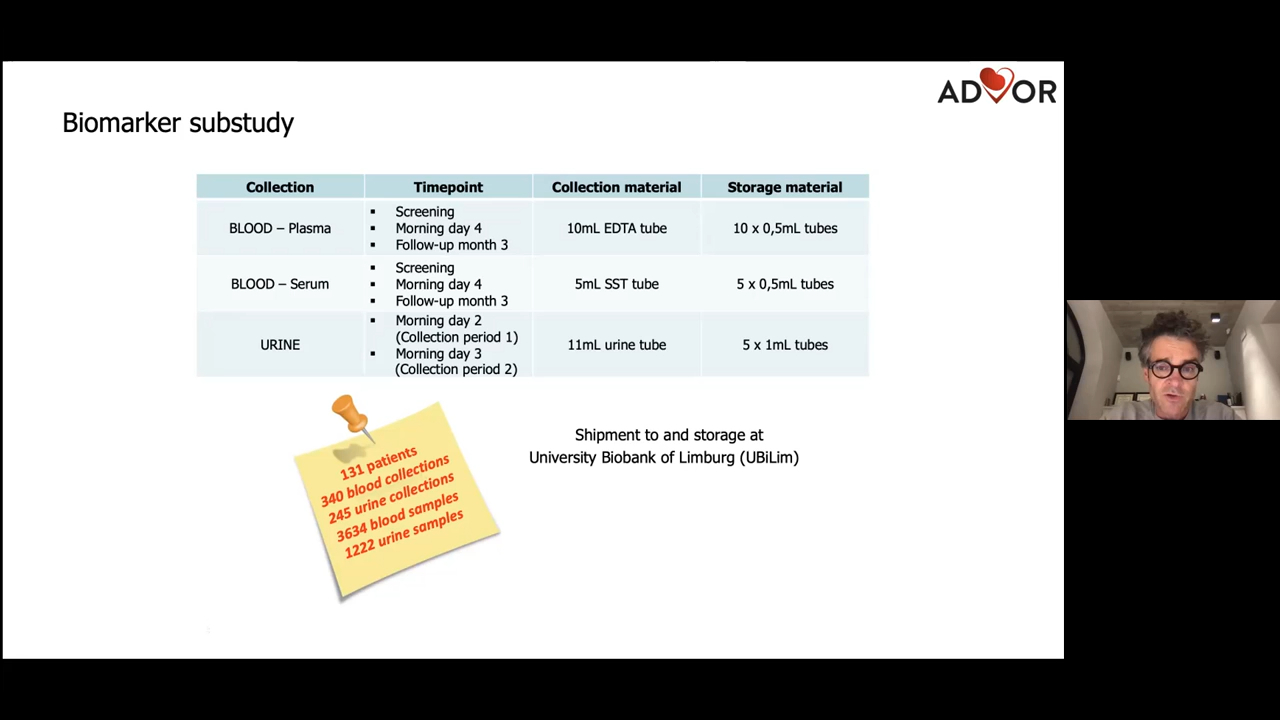 ADVOR
Biomarker substudy
Collection Timepoint Collection material Storage material
BLOOD – Plasma
▪ Screening
▪ Morning day 4
▪ Follow-up month 3
10mL EDTA tube
10 x 0,5mL tubes
BLOOD – Serum
▪ Screening
▪ Morning day 4
▪ Follow-up month 3
5mL SST tube
5 x 0,5mL tubes
URINE
▪ Morning day 2
(Collection period 1)
▪ Morning day 3
(Collection period 2)
11mL urine tube
5 x 1mL tubes
131 patients
340 blood collections
245 urine collections
3634 blood samples
1222 urine samples
Shipment to and storage at
University Biobank of Limburg (UBiLim)